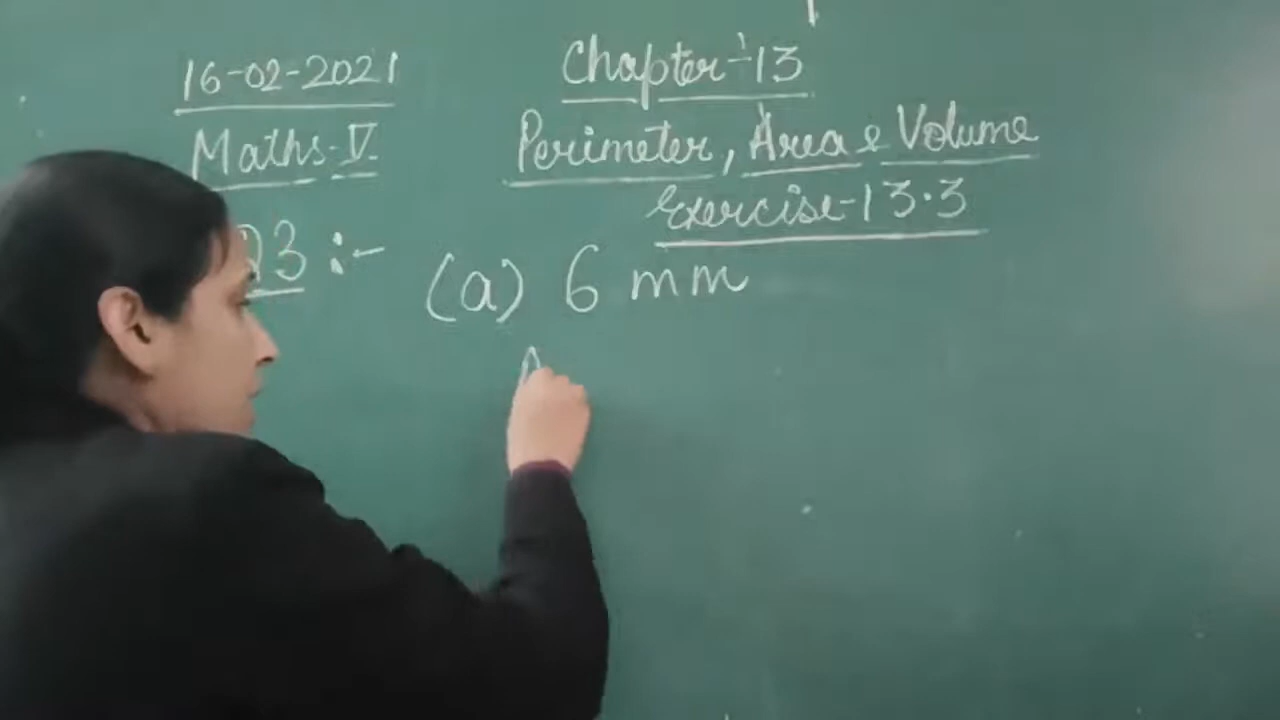 16-02-2021
Maths-V
Chapter-13
Perimeter, Area & Volume
Exercise-13.3
Q3 :-
(a) 6 mm
A